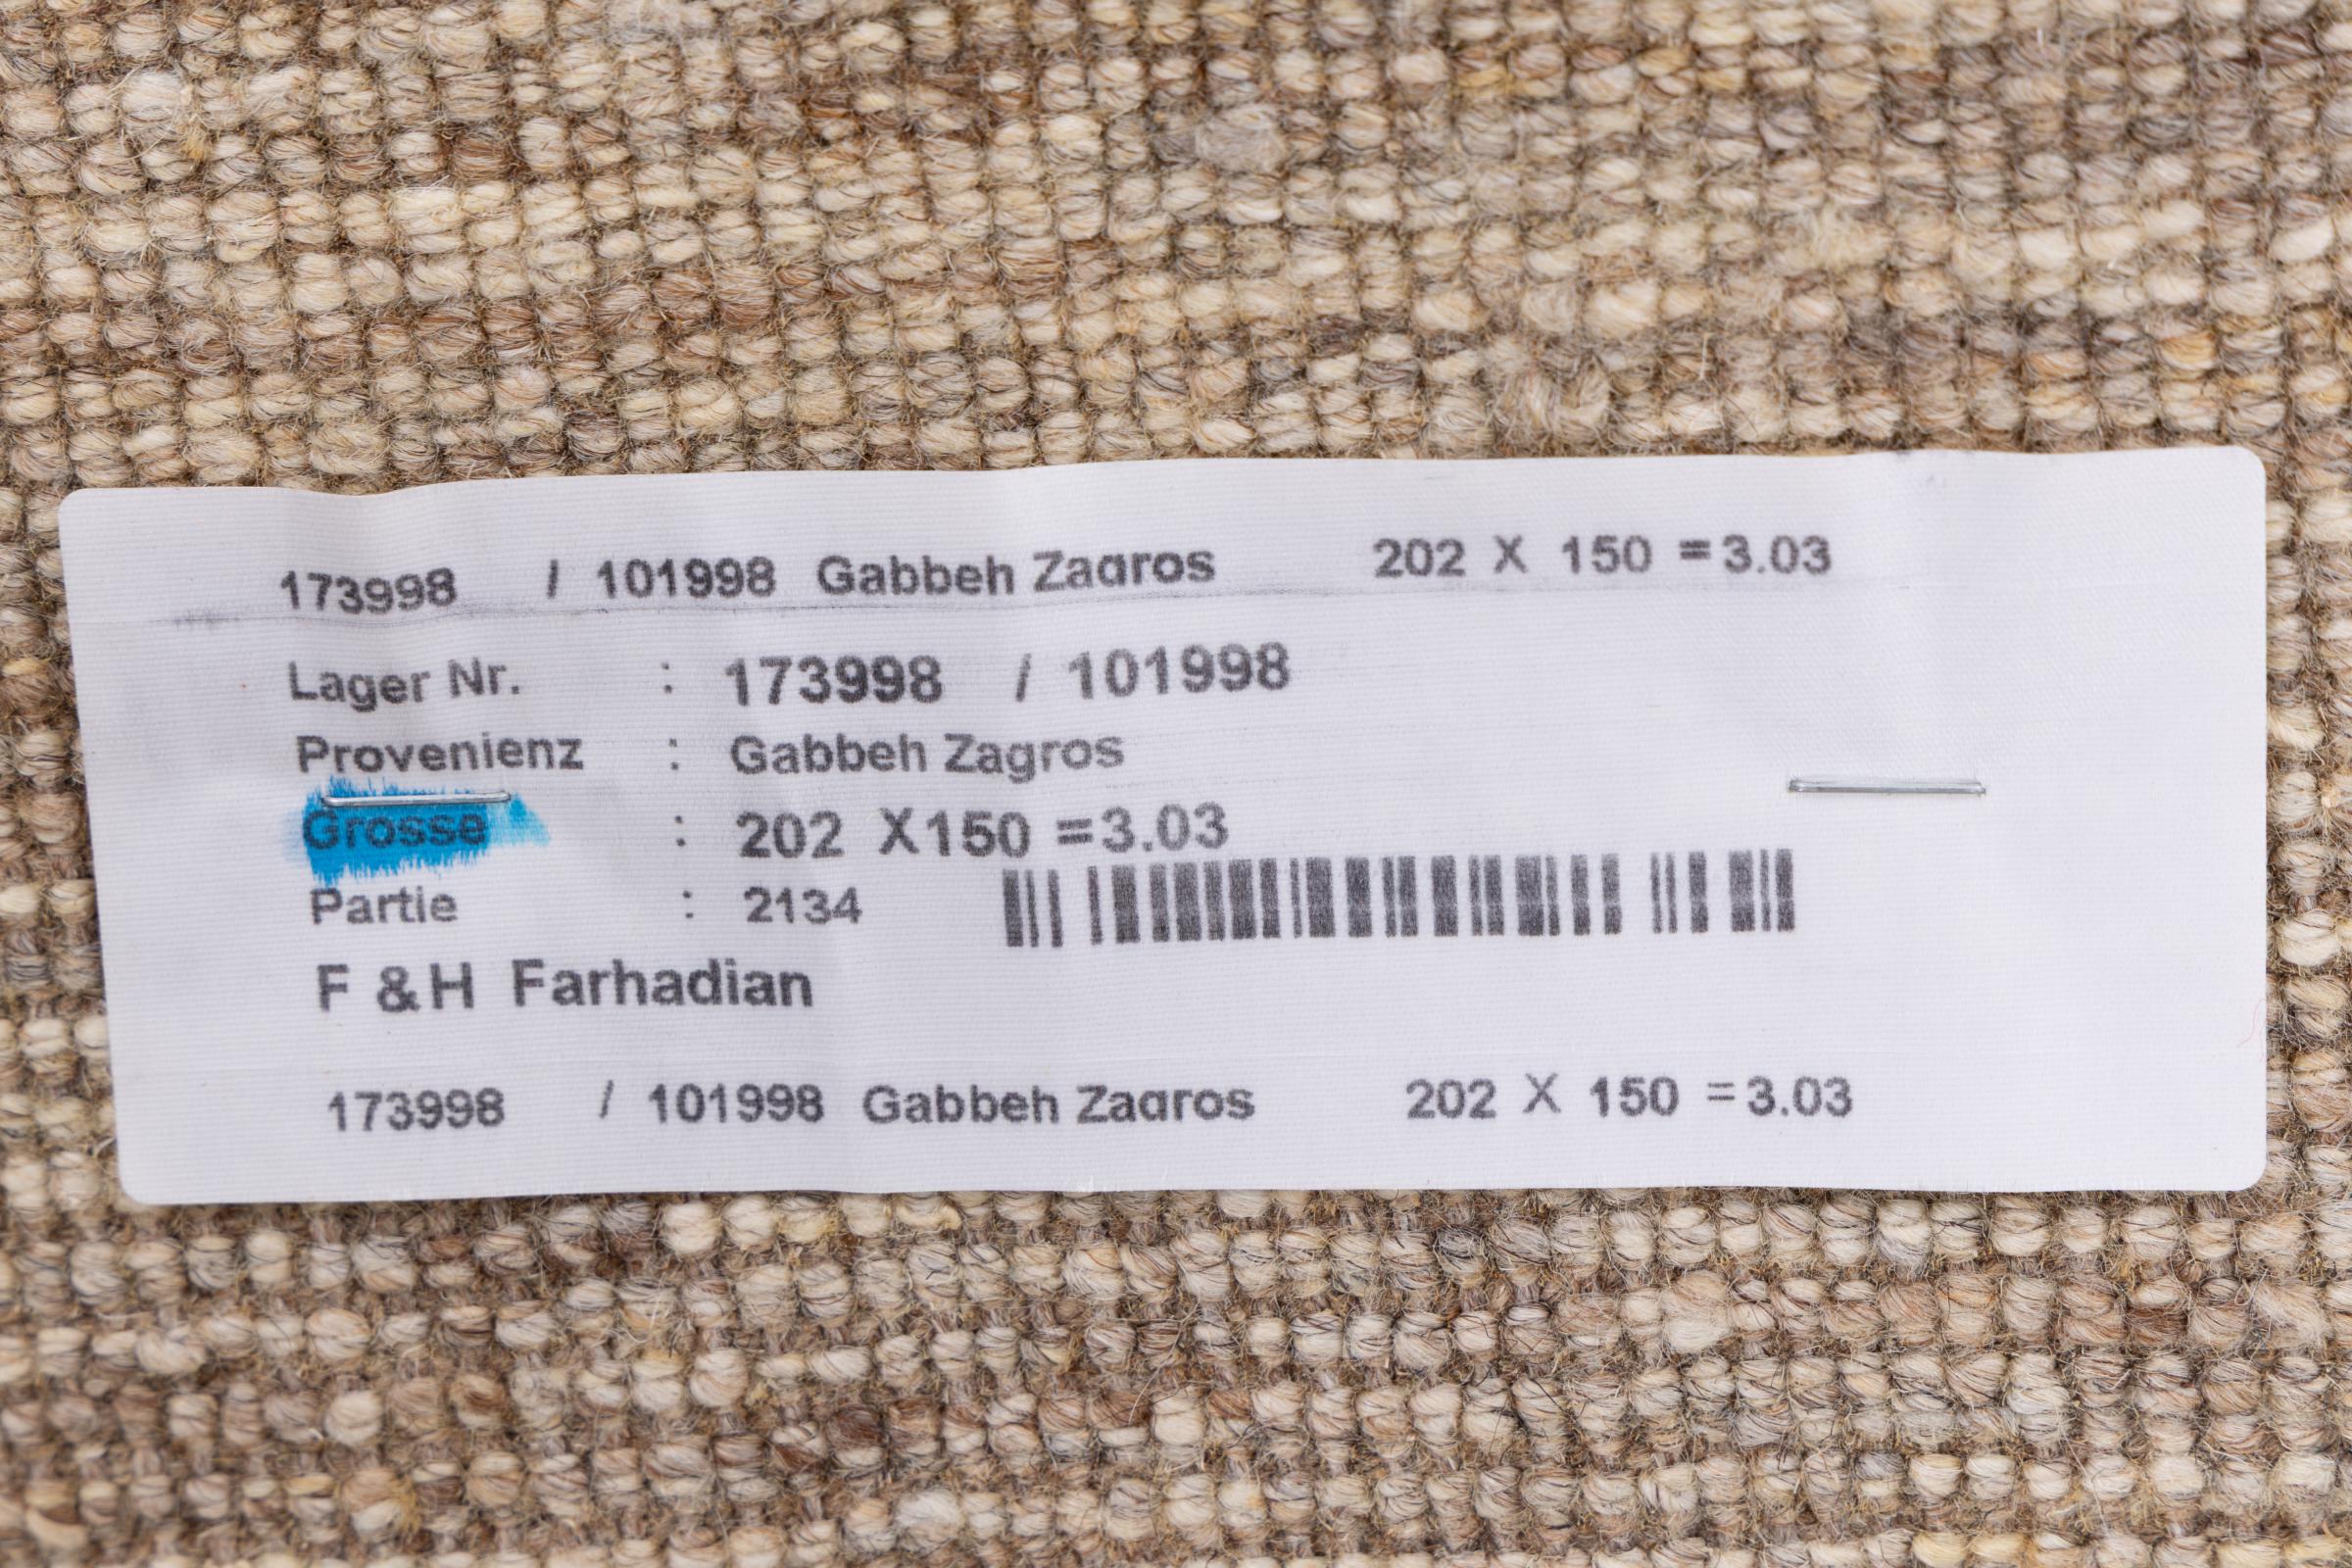 173998 / 101998 Gabbeh Zagros 202 X 150 =3.03
Lager Nr. : 173998 / 101998
Provenienz : Gabbeh Zagros
Grosse : 202 X150 =3.03
Partie : 2134
F &H Farhadian
173998 / 101998 Gabbeh Zagros 202 X 150 =3.03